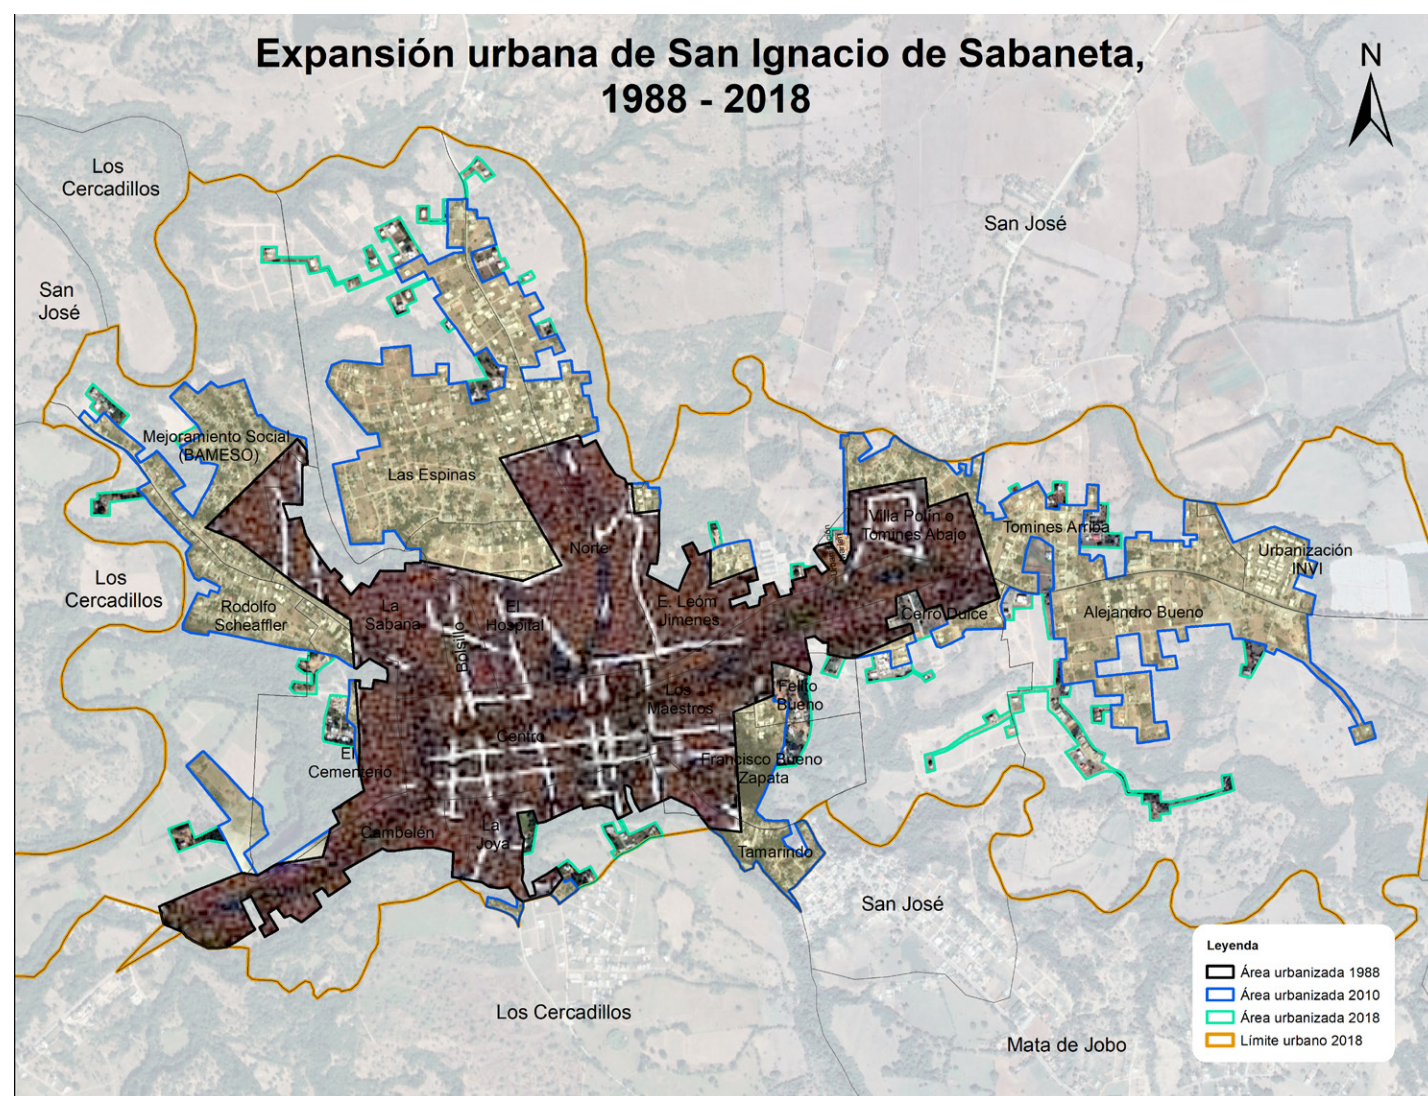 Expansión urbana de San Ignacio de Sabaneta,
1988 - 2018
N
Los
Cercadillos
San José
San
José
Mejoramiento Social
(BAMESO)
Las Espinas
Villa Polín o
Tomines Abajo
Tomines Arriba
Norte
Urbanización
INVI
Los
Cercadillos
Rodolfo
Scheaffler
La
Sabana
Bolsillo
El
Hospital
E. Leóm
Jimenes
Cerro Dulce
Alejandro Bueno
Los
Maestros
Felito
Bueno
Centro
El
Cementerio
Francisco Bueno
Zapata
Cambelén
La
Joya
Tamarindo
San José
Los Cercadillos
Mata de Jobo
Leyenda
Área urbanizada 1988
Área urbanizada 2010
Área urbanizada 2018
Límite urbano 2018